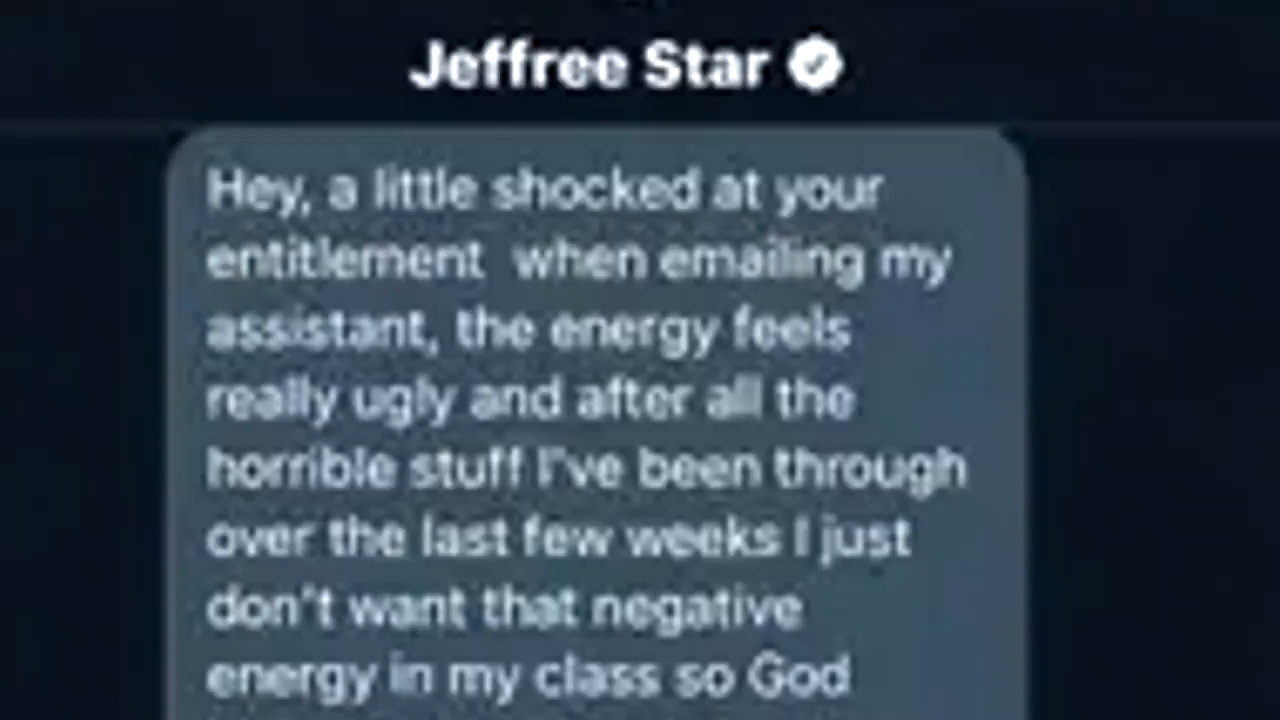 Jeffree Star
Hey, a little shocked at your
entitlement  when emailing my
assistant, the energy feels
really ugly and after all the
horrible stuff I've been through
over the last few weeks I just
don't want that negative
energy in my class so God